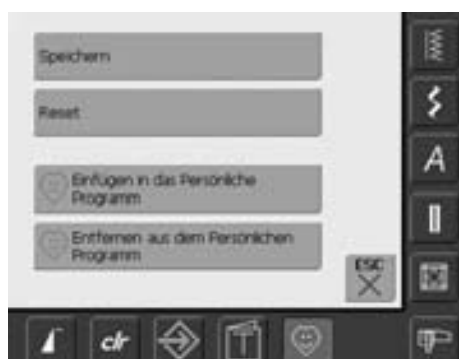 Speichern
Reset
Einfügen in das Persönliche
Programm
Entfernen aus dem Persönlichen
Programm
ESC
A
clr